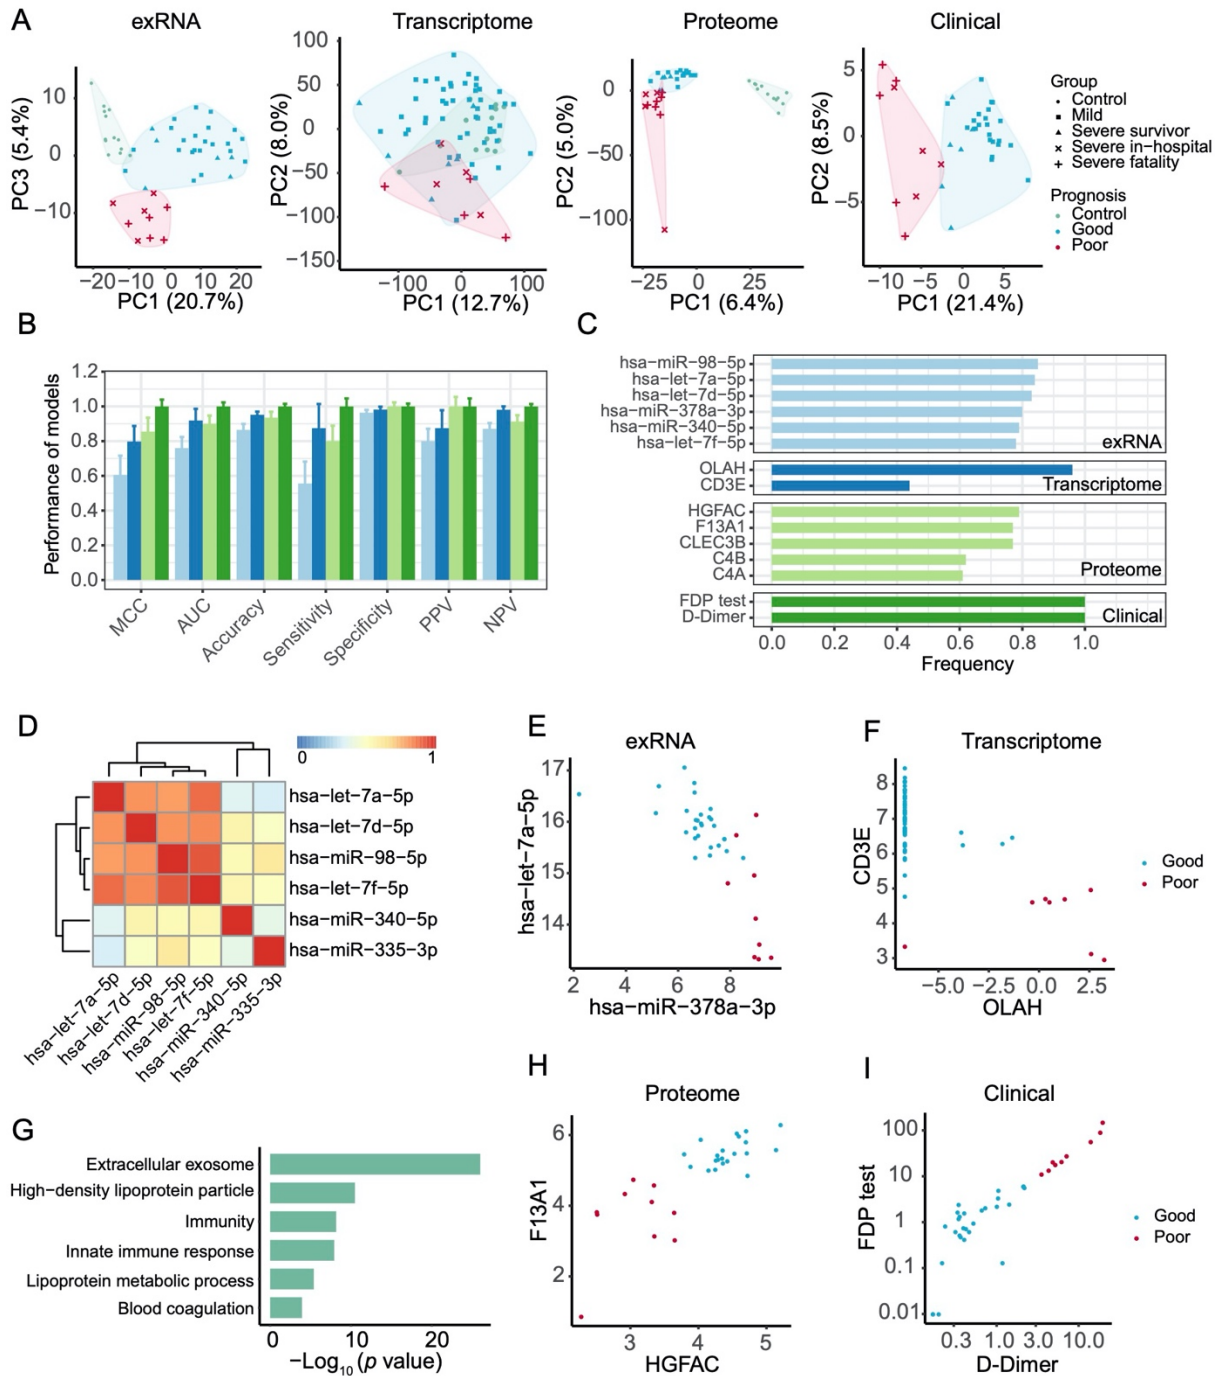 A
exRNA
Transcriptome
Proteome
Clinical
PC3 (5.4%)
10
0
−10
−20 −10 0 10 20
PC1 (20.7%)
PC2 (8.0%)
100
50
0
−50
−100
−150
−100 0 100
PC1 (12.7%)
PC2 (5.0%)
0
−50
−100
−25 0 25
PC1 (6.4%)
PC2 (8.5%)
5
0
−5
−10 −5 0 5
PC1 (21.4%)
Group
Control
Mild
Severe survivor
Severe in−hospital
Severe fatality
Prognosis
Control
Good
Poor
B
Performance of models
1.2
1.0
0.8
0.6
0.4
0.2
0.0
MCC
AUC
Accuracy
Sensitivity
Specificity
PPV
NPV
C
hsa−miR−98−5p
hsa−let−7a−5p
hsa−let−7d−5p
hsa−miR−378a−3p
hsa−miR−340−5p
hsa−let−7f−5p
exRNA
OLAH
CD3E
Transcriptome
HGFAC
F13A1
CLEC3B
C4B
C4A
Proteome
FDP test
D−Dimer
Clinical
0.0 0.2 0.4 0.6 0.8 1.0
Frequency
D
0 1
hsa−let−7a−5p
hsa−let−7d−5p
hsa−miR−98−5p
hsa−let−7f−5p
hsa−miR−340−5p
hsa−miR−335−3p
hsa−let−7a−5p
hsa−let−7d−5p
hsa−miR−98−5p
hsa−let−7f−5p
hsa−miR−340−5p
hsa−miR−335−3p
E
exRNA
hsa−let−7a−5p
17
16
15
14
2 4 6 8
hsa−miR−378a−3p
F
Transcriptome
CD3E
8
7
6
5
4
3
−5.0 −2.5 0.0 2.5
OLAH
Good
Poor
G
Extracellular exosome
High−density lipoprotein particle
Immunity
Innate immune response
Lipoprotein metabolic process
Blood coagulation
0 10 20
−Log10 (p value)
H
Proteome
F13A1
6
4
2
3 4 5
HGFAC
I
Clinical
FDP test
100
10
1
0.1
0.01
0.3 1.0 3.0 10.0
D−Dimer
Good
Poor